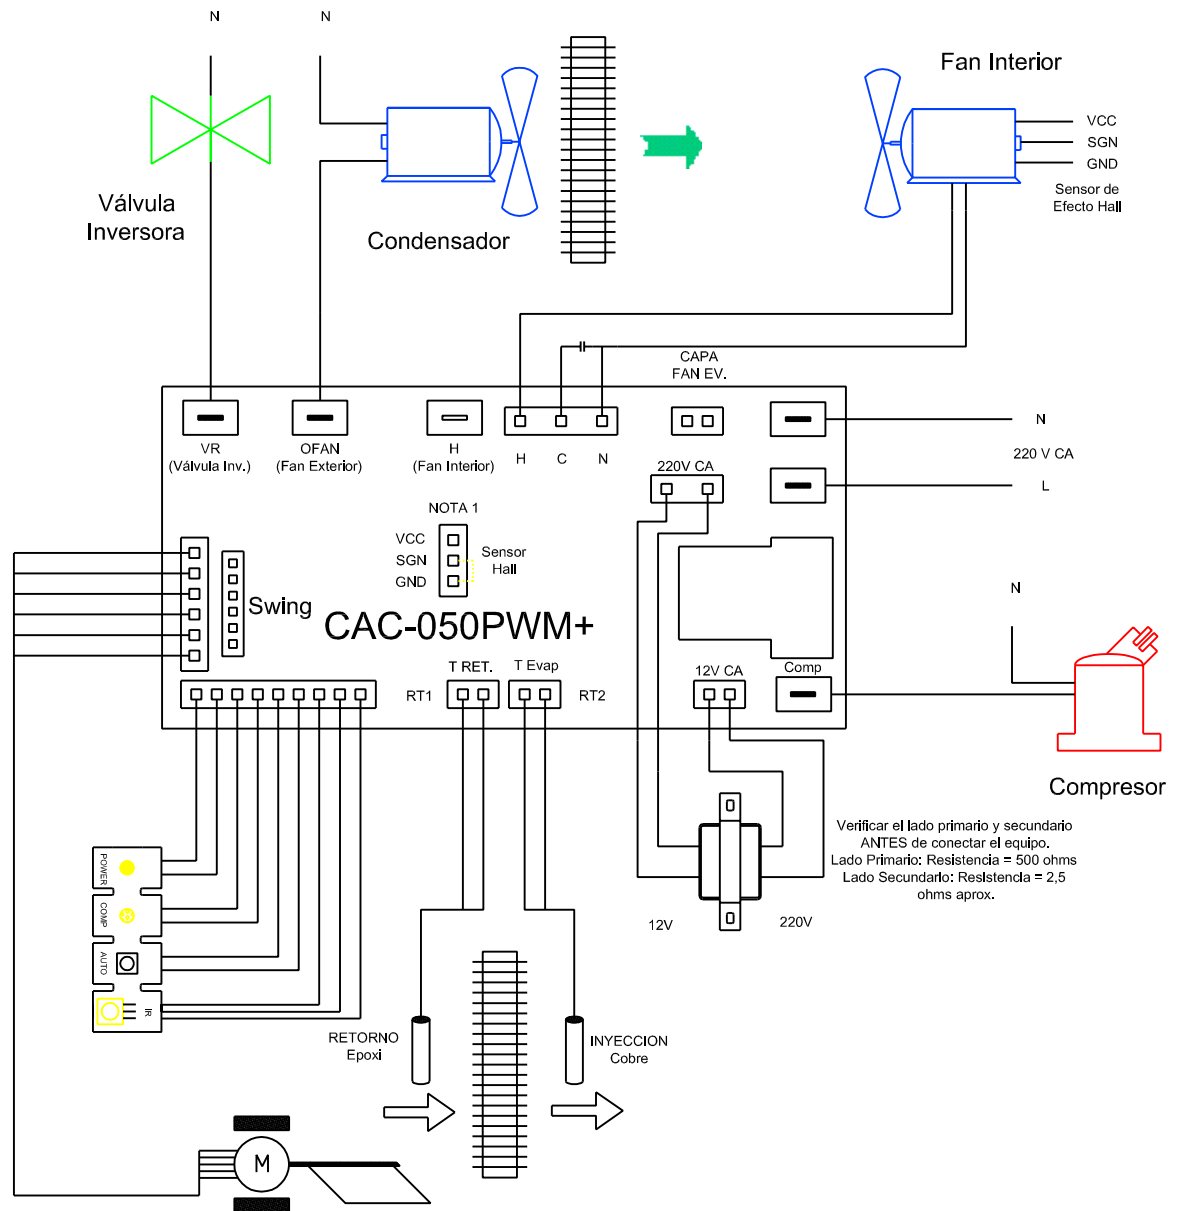 N
N
Fan Interior
VCC
SGN
GND
Sensor de
Efecto Hall
Válvula
Inversora
Condensador
CAPA
FAN EV.
VR
(Válvula Inv.)
OFAN
(Fan Exterior)
H
(Fan Interior)
H
C
N
N
220 V CA
L
220V CA
NOTA 1
VCC
SGN
GND
Sensor
Hall
Swing
CAC-050PWM+
N
RT1
T RET.
T Evap
RT2
12V CA
Comp
Compresor
Verificar el lado primario y secundario
ANTES de conectar el equipo.
Lado Primario: Resistencia = 500 ohms
Lado Secundario: Resistencia = 2,5
ohms aprox.
12V
220V
POWER
COMP
AUTO
IR
RETORNO
Epoxi
INYECCION
Cobre
M